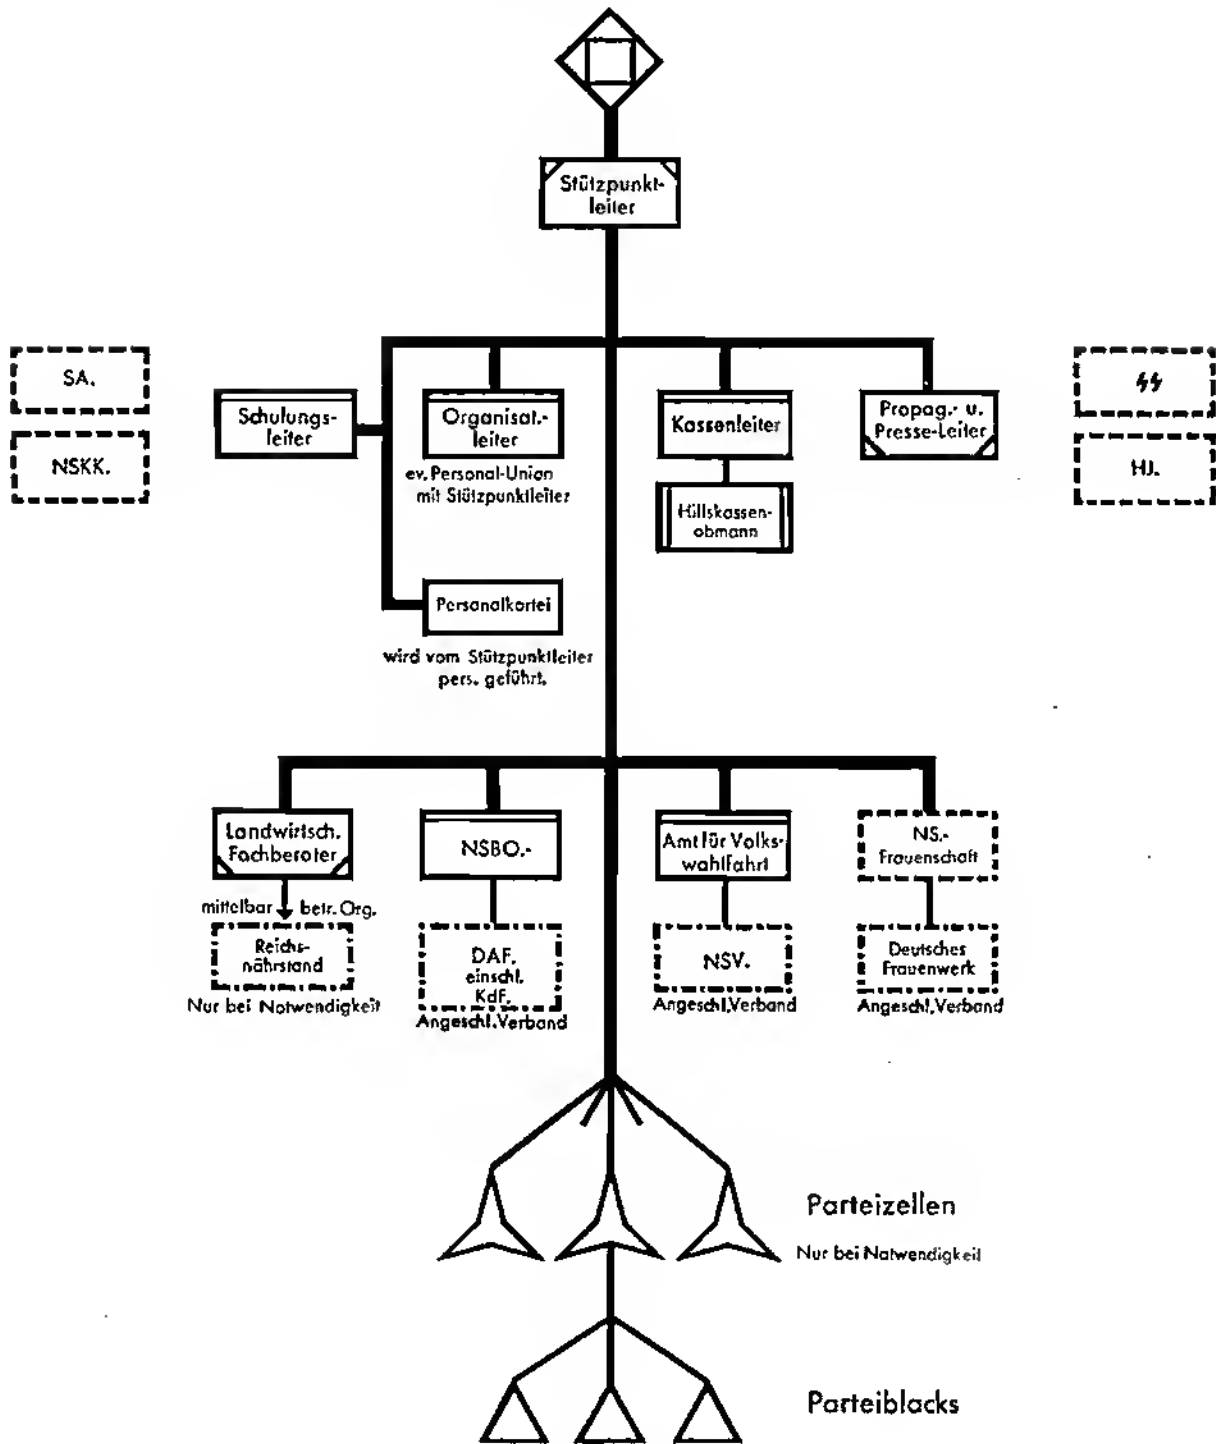 Stützpunkt-
leiter
SA.
NSKK.
Schulungs-
leiter
Organisat.-
leiter
ev. Personal-Union
mit Stützpunktleiter
Kassenleiter
Hilfskassen-
obmann
Propag.- u.
Presse-Leiter
ϟϟ
HJ.
Personalkartei
wird vom Stützpunktleiter
pers. geführt.
Landwirtsch.
Fachberater
mittelbar betr. Org.
Reichs-
nährstand
Nur bei Notwendigkeit
NSBO.-
DAF.
einschl.
KdF.
Angeschl. Verband
Amt für Volks-
wahlfahrt
NSV.
Angeschl. Verband
NS.-
Frauenschaft
Deutsches
Frauenwerk
Angeschl. Verband
Parteizellen
Nur bei Natwendigkeit
Parteiblacks